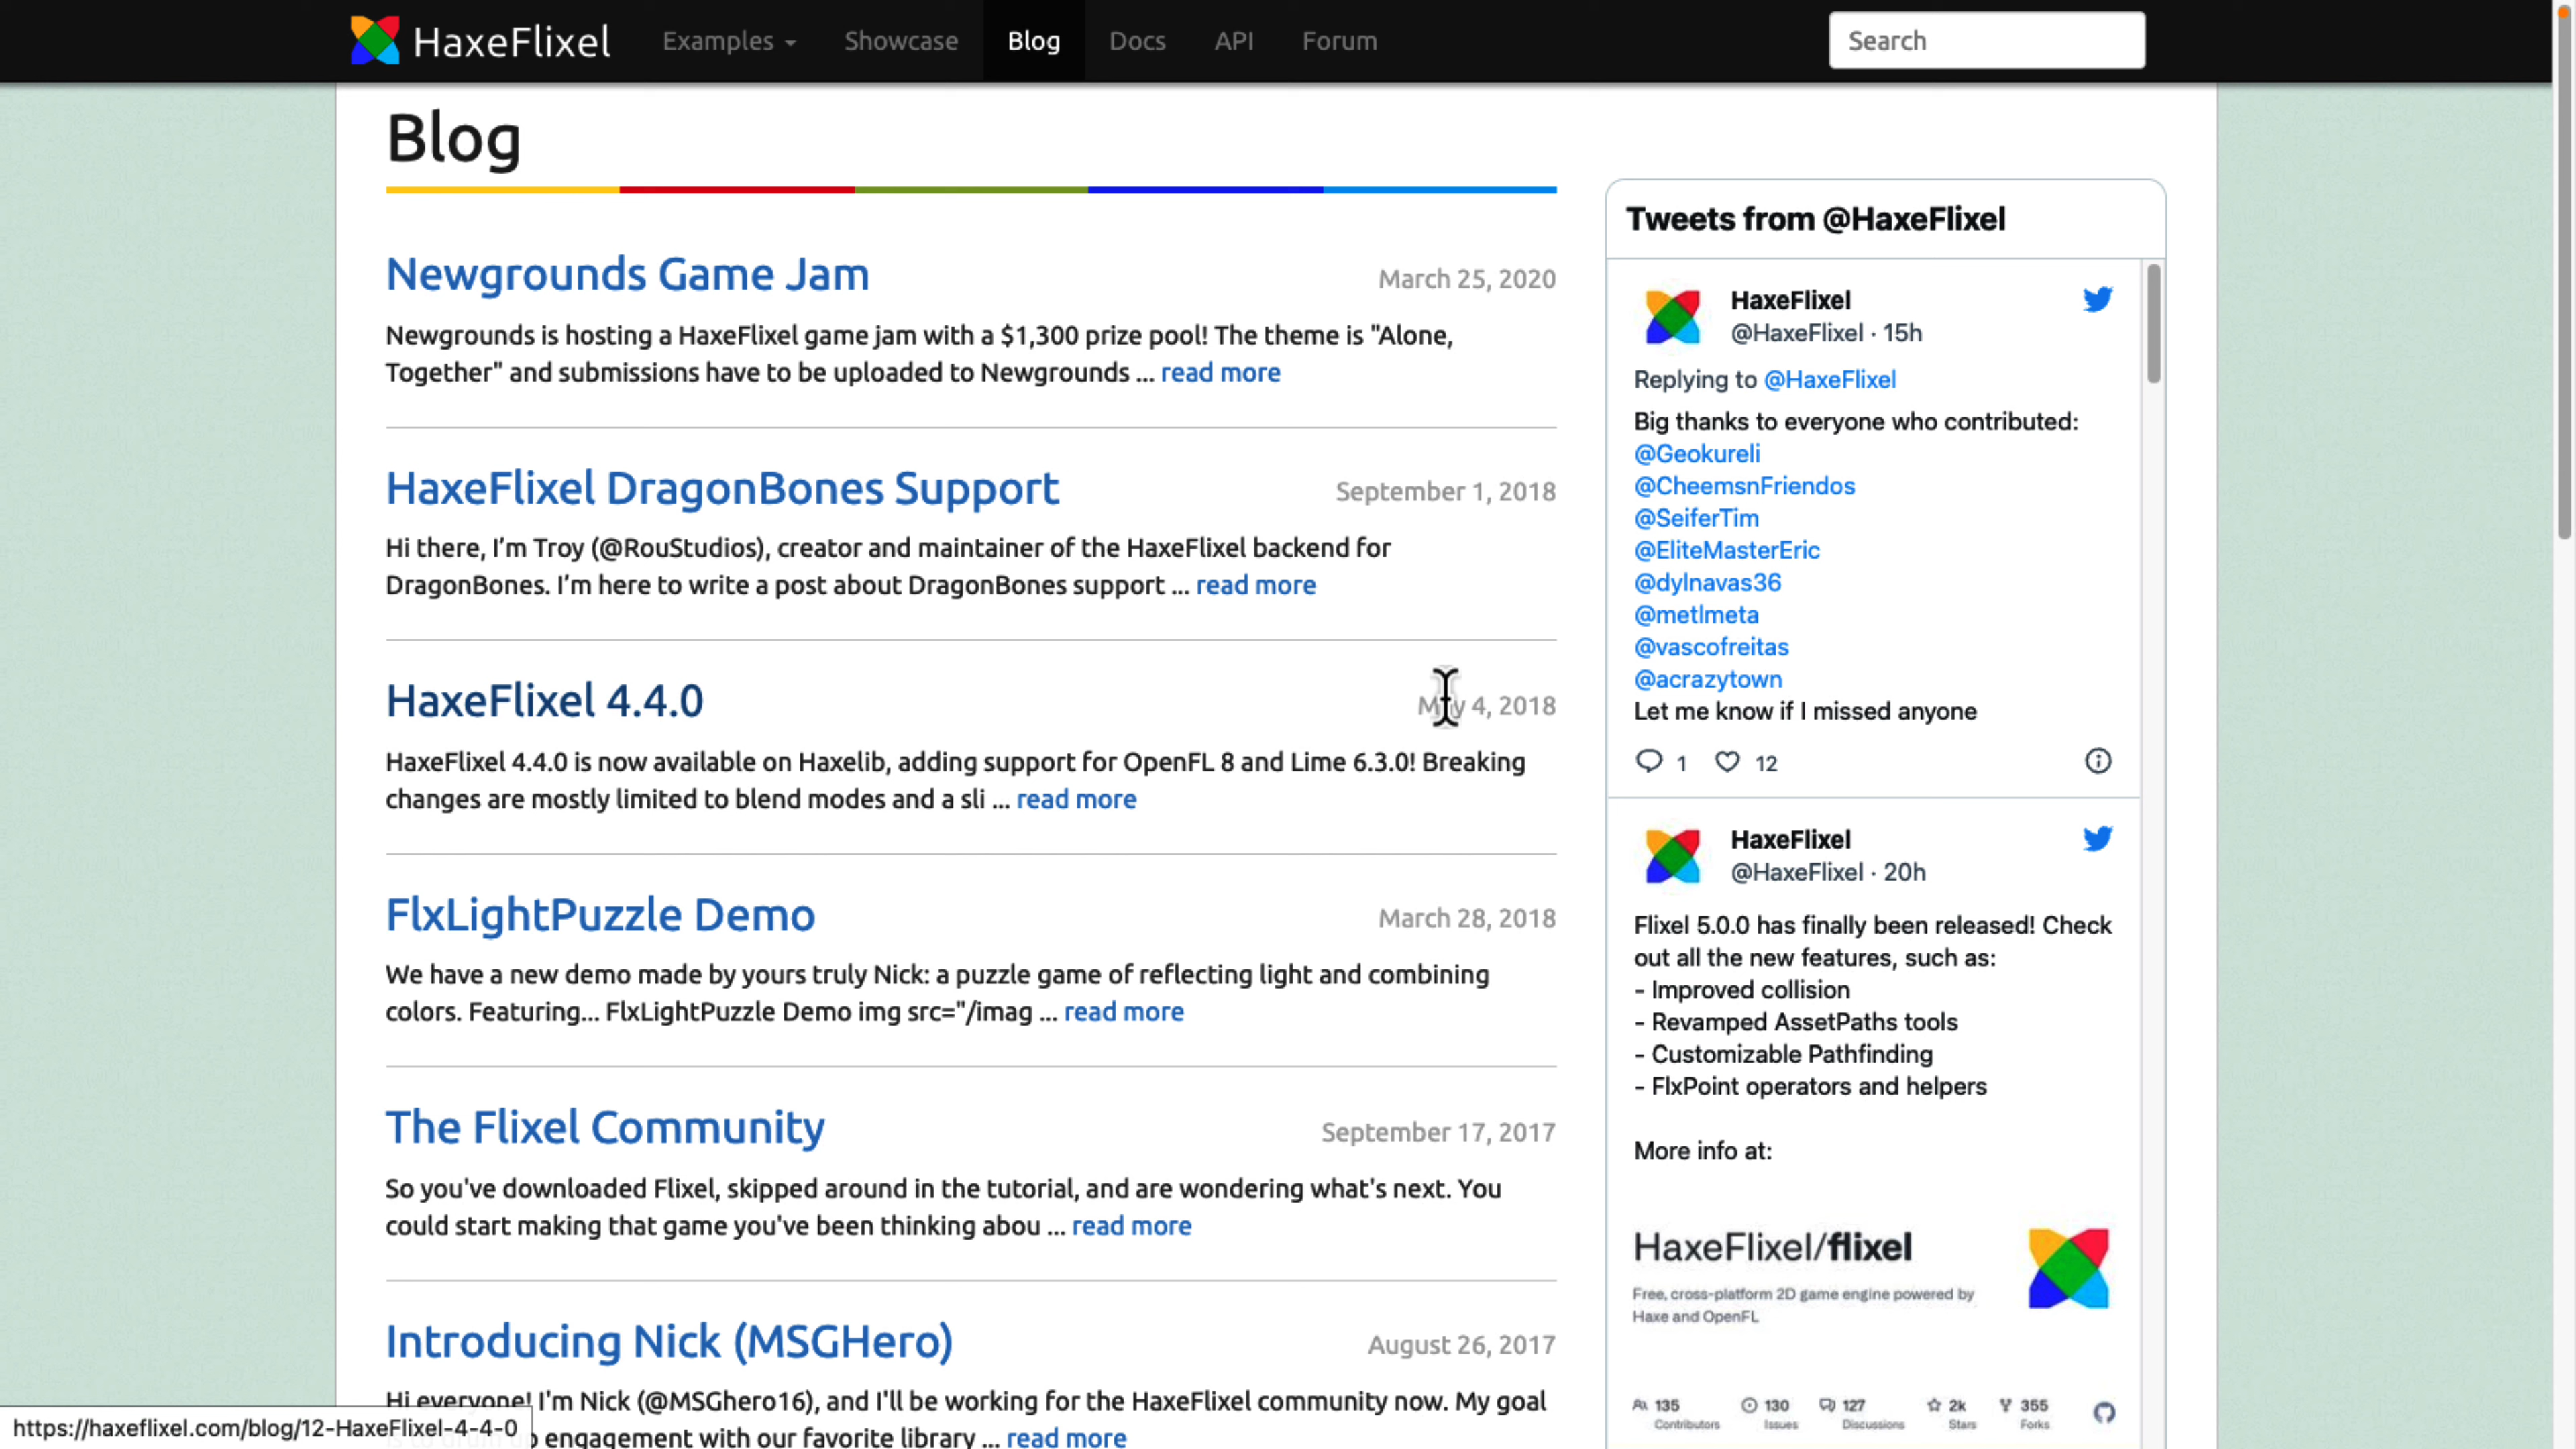 HaxeFlixel Examples Showcase Blog Docs API Forum Search
Blog
Newgrounds Game Jam
March 25, 2020
Newgrounds is hosting a HaxeFlixel game jam with a $1,300 prize pool! The theme is "Alone,
Together" and submissions have to be uploaded to Newgrounds ... read more
HaxeFlixel DragonBones Support
September 1, 2018
Hi there, I’m Troy (@RouStudios), creator and maintainer of the HaxeFlixel backend for
DragonBones. I’m here to write a post about DragonBones support ... read more
HaxeFlixel 4.4.0
May 4, 2018
HaxeFlixel 4.4.0 is now available on Haxelib, adding support for OpenFL 8 and Lime 6.3.0! Breaking
changes are mostly limited to blend modes and a sli ... read more
FlxLightPuzzle Demo
March 28, 2018
We have a new demo made by yours truly Nick: a puzzle game of reflecting light and combining
colors. Featuring... FlxLightPuzzle Demo img src="/imag ... read more
The Flixel Community
September 17, 2017
So you've downloaded Flixel, skipped around in the tutorial, and are wondering what's next. You
could start making that game you've been thinking abou ... read more
Introducing Nick (MSGHero)
August 26, 2017
Hi everyone! I'm Nick (@MSGhero16), and I'll be working for the HaxeFlixel community now. My goal
engagement with our favorite library ... read more
https://haxeflixel.com/blog/12-HaxeFlixel-4-4-0
Tweets from @HaxeFlixel
HaxeFlixel
@HaxeFlixel · 15h
Replying to @HaxeFlixel
Big thanks to everyone who contributed:
@Geokureli
@CheemsnFriendos
@SeiferTim
@EliteMasterEric
@dylnavas36
@metlmeta
@vascofreitas
@acrazytown
Let me know if I missed anyone
1 12
HaxeFlixel
@HaxeFlixel · 20h
Flixel 5.0.0 has finally been released! Check
out all the new features, such as:
- Improved collision
- Revamped AssetPaths tools
- Customizable Pathfinding
- FlxPoint operators and helpers
More info at:
HaxeFlixel/flixel
Free, cross-platform 2D game engine powered by
Haxe and OpenFL
135 130 127 2k 355
Contributors Issues Discussions Stars Forks